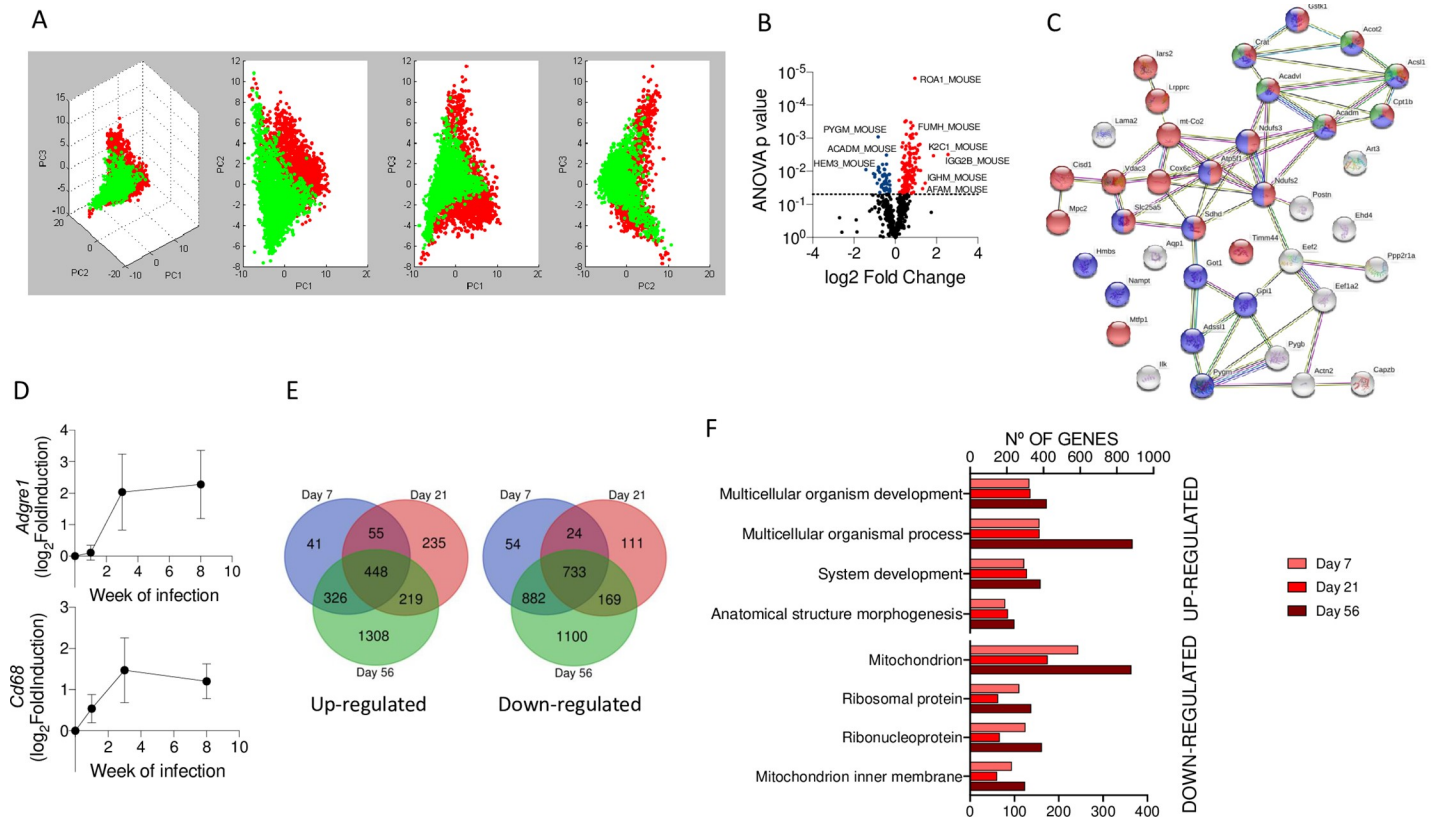 A
15
10
5
0
-5
-10
20
0
-20
-10
0
10
PC3
PC2
PC1
12
10
8
6
4
2
0
-2
-4
-6
-8
PC2
-10
0
10
PC1
12
10
8
6
4
2
0
-2
-4
-6
-8
PC3
-10
0
10
20
PC1
12
10
8
6
4
2
0
-2
-4
-6
-8
PC3
-10
0
10
20
PC2
B
ANOVA p value
10-5
10-4
10-3
10-2
10-1
100
ROA1_MOUSE
PYGM_MOUSE
FUMH_MOUSE
ACADM_MOUSE
K2C1_MOUSE
HEM3_MOUSE
IGG2B_MOUSE
IGHM_MOUSE
AFAM_MOUSE
-4 -2 0 2 4
log2 Fold Change
C
Gstk1
Acot2
Crat
Acsl1
Iars2
Acadvl
Lrpprc
Cpt1b
Acadm
Lama2
mt-Co2
Ndufs3
Art3
Cisd1
Vdac3
Cox6c
Atp5f1
Ndufs2
Mpc2
Slc25a5
Sdhd
Postn
Ehd4
Timm44
Aqp1
Eef2
Ppp2r1a
Hmbs
Got1
Nampt
Gpi1
Eef1a2
Mtfp1
Adssl1
Pygb
Ilk
Pygm
Actn2
Capzb
D
Adgre1
(log2FoldInduction)
4
3
2
1
0
2 4 6 8 10
Week of infection
Cd68
(log2FoldInduction)
3
2
1
0
2 4 6 8 10
Week of infection
E
Day 7
Day 21
41
55
235
448
326
219
1308
Day 56
Up-regulated
Day 7
Day 21
54
24
111
733
882
169
1100
Day 56
Down-regulated
F
Nº OF GENES
0 200 400 600 800 1000
Multicellular organism development
Multicellular organismal process
System development
Anatomical structure morphogenesis
Mitochondrion
Ribosomal protein
Ribonucleoprotein
Mitochondrion inner membrane
0 100 200 300 400
UP-REGULATED
DOWN-REGULATED
Day 7
Day 21
Day 56